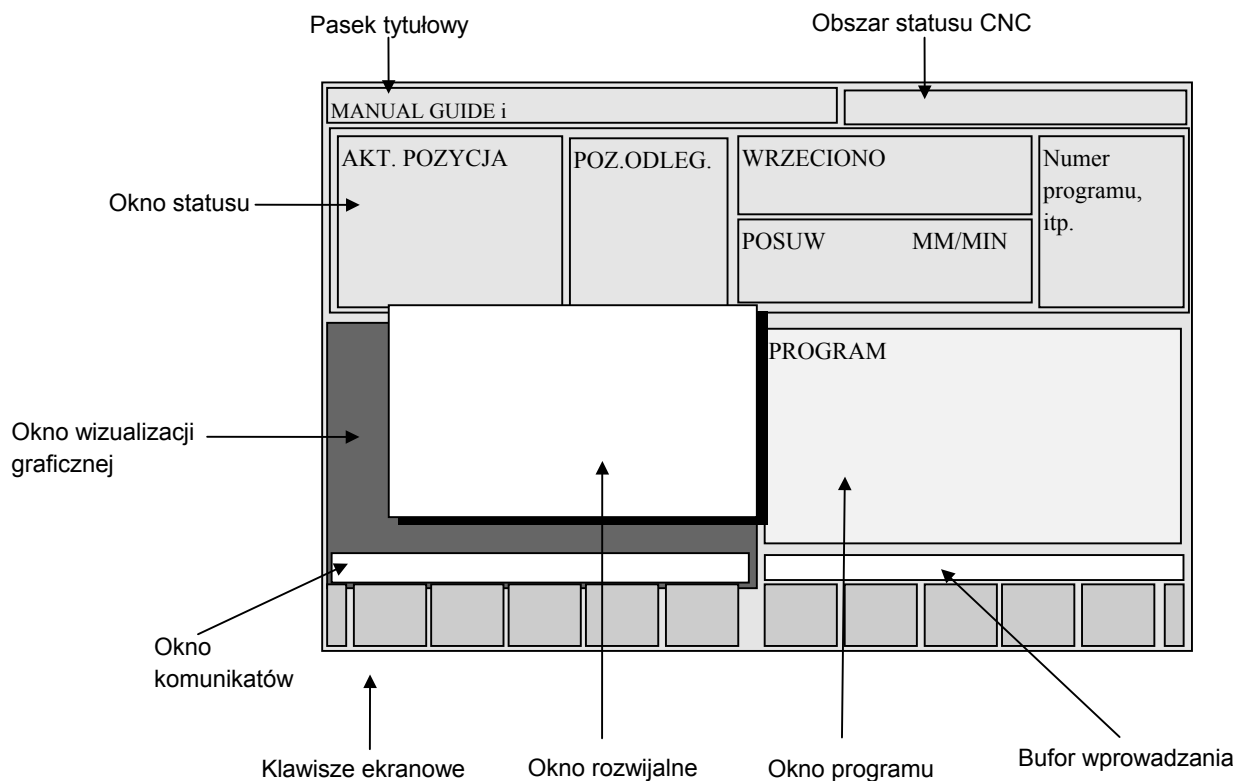 Pasek tytułowy
Obszar statusu CNC
MANUAL GUIDE i
AKT. POZYCJA
POZ.ODLEG.
WRZECIONO
Numer
programu,
itp.
Okno statusu
POSUW MM/MIN
PROGRAM
Okno wizualizacji
graficznej
Okno
komunikatów
Klawisze ekranowe
Okno rozwijalne
Okno programu
Bufor wprowadzania